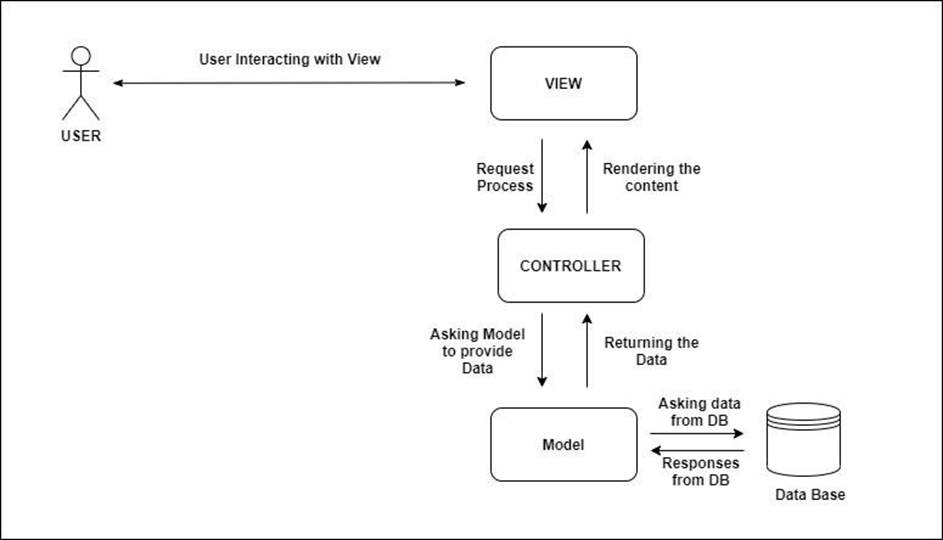 User Interacting with View
VIEW
USER
Request
Process
Rendering the
content
CONTROLLER
Asking Model
to provide
Data
Returning the
Data
Model
Asking data
from DB
Responses
from DB
Data Base